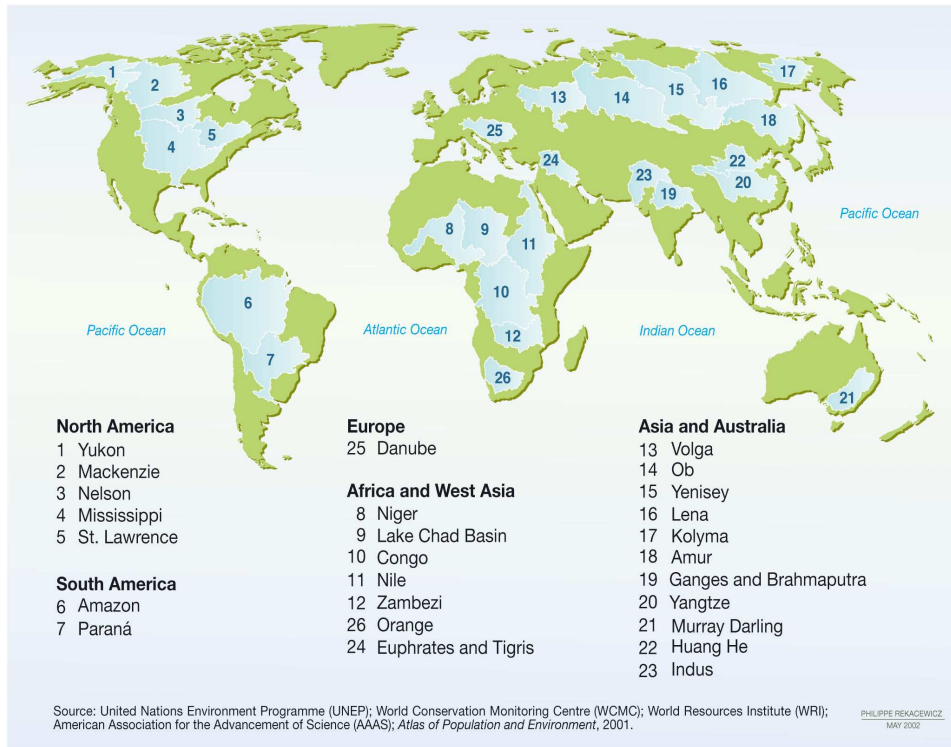 1
2
3
4
5
6
7
8
9
10
11
12
26
25
24
13
14
15
16
17
18
22
20
23
19
21
Pacific Ocean
Atlantic Ocean
Indian Ocean
Pacific Ocean
North America
1 Yukon
2 Mackenzie
3 Nelson
4 Mississippi
5 St. Lawrence
South America
6 Amazon
7 Paraná
Europe
25 Danube
Africa and West Asia
8 Niger
9 Lake Chad Basin
10 Congo
11 Nile
12 Zambezi
26 Orange
24 Euphrates and Tigris
Asia and Australia
13 Volga
14 Ob
15 Yenisey
16 Lena
17 Kolyma
18 Amur
19 Ganges and Brahmaputra
20 Yangtze
21 Murray Darling
22 Huang He
23 Indus
Source: United Nations Environment Programme (UNEP); World Conservation Monitoring Centre (WCMC); World Resources Institute (WRI);
American Association for the Advancement of Science (AAAS); Atlas of Population and Environment, 2001.
PHILIPPE REKACEWICZ
MAY 2002